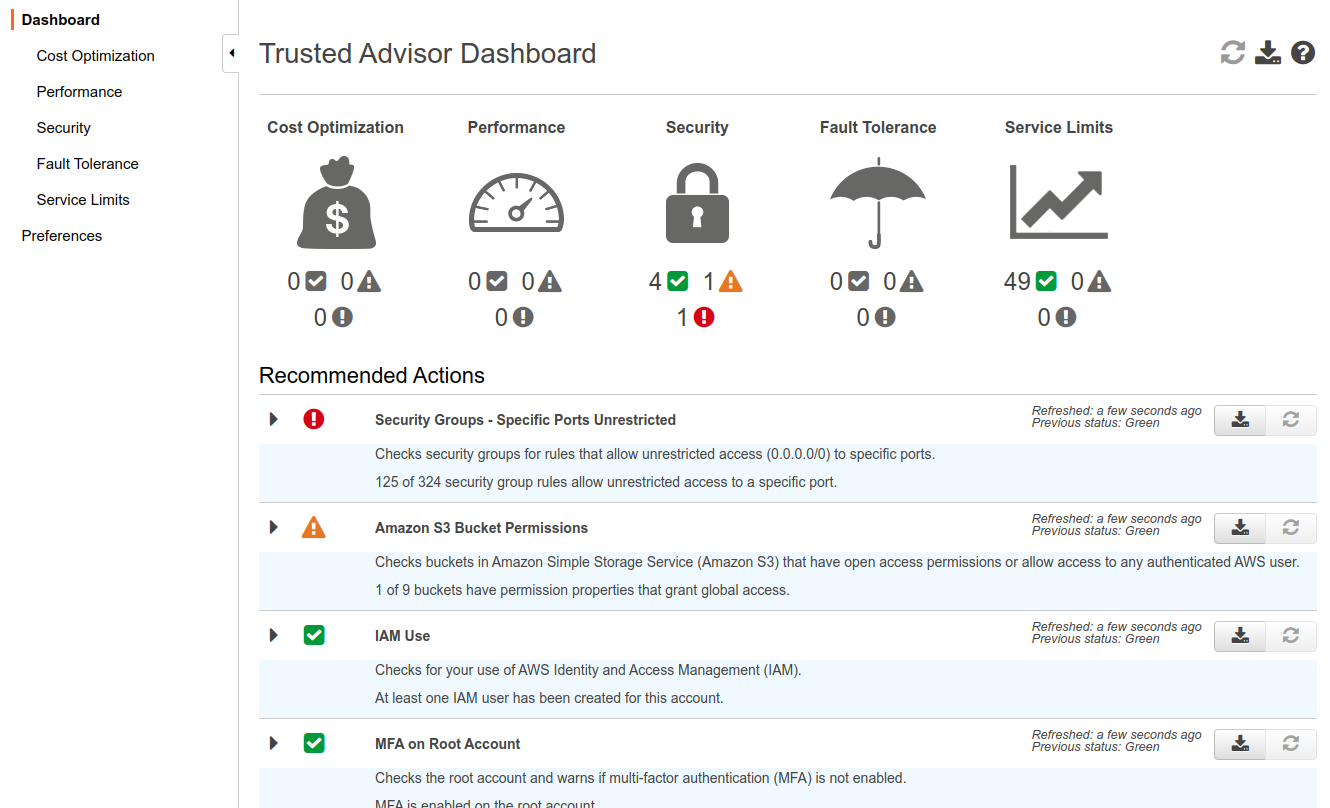 Dashboard
Cost Optimization
Performance
Security
Fault Tolerance
Service Limits
Preferences
Trusted Advisor Dashboard
Cost Optimization
Performance
Security
Fault Tolerance
Service Limits
$
0 0
0
0 0
0
4 1
1
0 0
0
49 0
0
Recommended Actions
Security Groups - Specific Ports Unrestricted
Refreshed: a few seconds ago
Previous status: Green
Checks security groups for rules that allow unrestricted access (0.0.0.0/0) to specific ports.
125 of 324 security group rules allow unrestricted access to a specific port.
Amazon S3 Bucket Permissions
Refreshed: a few seconds ago
Previous status: Green
Checks buckets in Amazon Simple Storage Service (Amazon S3) that have open access permissions or allow access to any authenticated AWS user.
1 of 9 buckets have permission properties that grant global access.
IAM Use
Refreshed: a few seconds ago
Previous status: Green
Checks for your use of AWS Identity and Access Management (IAM).
At least one IAM user has been created for this account.
MFA on Root Account
Refreshed: a few seconds ago
Previous status: Green
Checks the root account and warns if multi-factor authentication (MFA) is not enabled.
MFA is enabled on the root account.